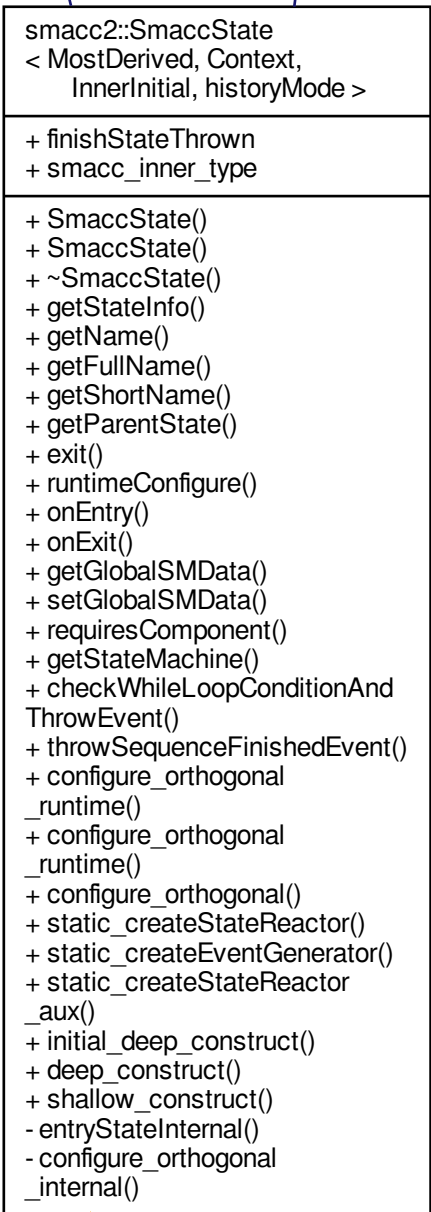 smacc2::SmaccState
< MostDerived, Context,
InnerInitial, historyMode >
+ finishStateThrown
+ smacc_inner_type
+ SmaccState()
+ SmaccState()
+ ~SmaccState()
+ getStateInfo()
+ getName()
+ getFullName()
+ getShortName()
+ getParentState()
+ exit()
+ runtimeConfigure()
+ onEntry()
+ onExit()
+ getGlobalSMData()
+ setGlobalSMData()
+ requiresComponent()
+ getStateMachine()
+ checkWhileLoopConditionAnd
ThrowEvent()
+ throwSequenceFinishedEvent()
+ configure_orthogonal
_runtime()
+ configure_orthogonal
_runtime()
+ configure_orthogonal()
+ static_createStateReactor()
+ static_createEventGenerator()
+ static_createStateReactor
_aux()
+ initial_deep_construct()
+ deep_construct()
+ shallow_construct()
- entryStateInternal()
- configure_orthogonal
_internal()